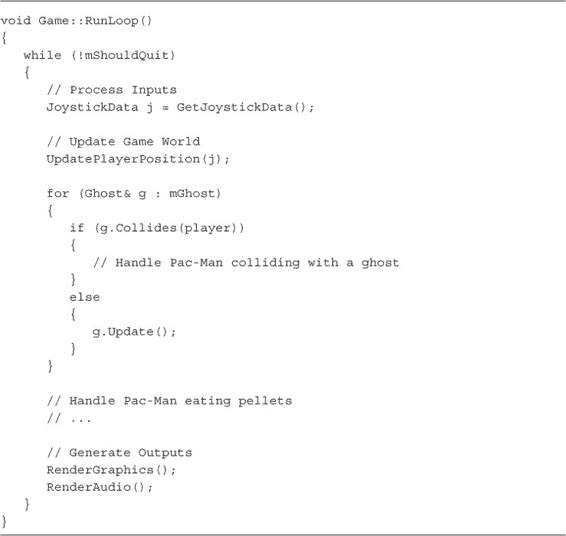 void Game::RunLoop()
{
   while (!mShouldQuit)
   {
      // Process Inputs
      JoystickData j = GetJoystickData();

      // Update Game World
      UpdatePlayerPosition(j);

      for (Ghost& g : mGhost)
      {
         if (g.Collides(player))
         {
            // Handle Pac-Man colliding with a ghost
         }
         else
         {
            g.Update();
         }
      }

      // Handle Pac-Man eating pellets
      // ...

      // Generate Outputs
      RenderGraphics();
      RenderAudio();
   }
}